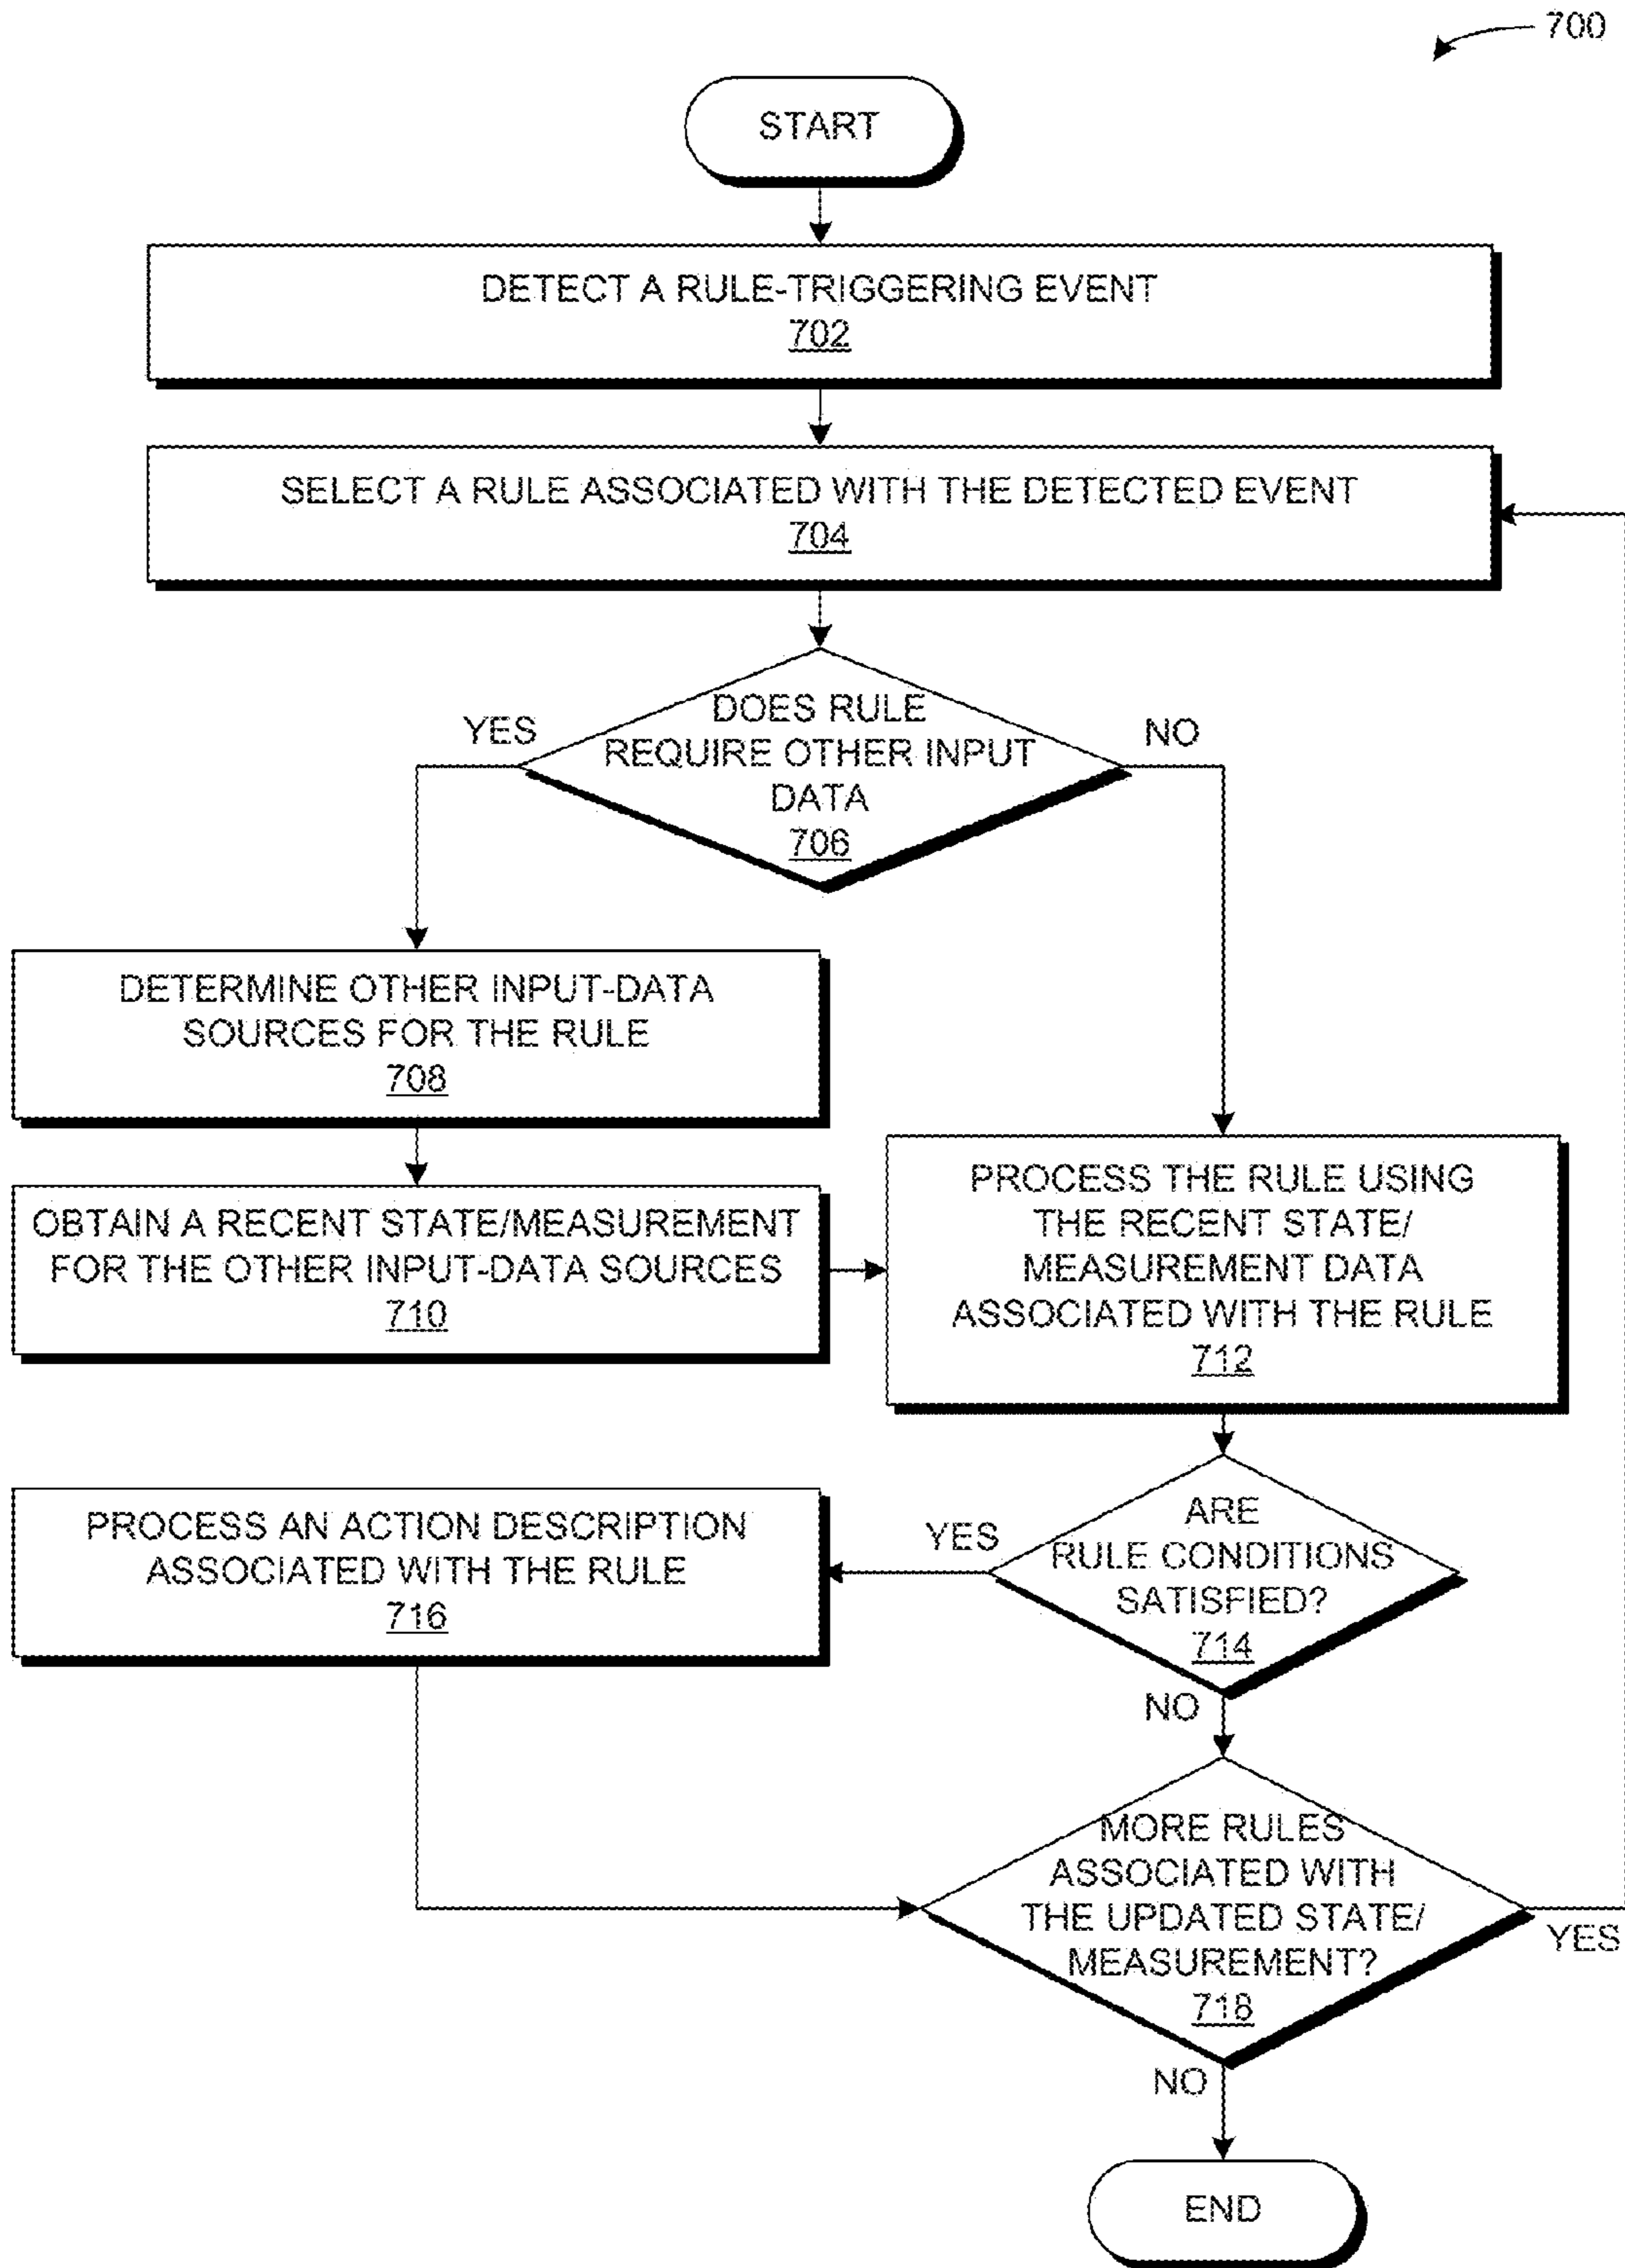 700
START
DETECT A RULE-TRIGGERING EVENT
702
SELECT A RULE ASSOCIATED WITH THE DETECTED EVENT
704
DOES RULE
REQUIRE OTHER INPUT
DATA
706
YES
NO
DETERMINE OTHER INPUT-DATA
SOURCES FOR THE RULE
708
OBTAIN A RECENT STATE/MEASUREMENT
FOR THE OTHER INPUT-DATA SOURCES
710
PROCESS THE RULE USING
THE RECENT STATE/
MEASUREMENT DATA
ASSOCIATED WITH THE RULE
712
ARE
RULE CONDITIONS
SATISFIED?
714
YES
NO
PROCESS AN ACTION DESCRIPTION
ASSOCIATED WITH THE RULE
716
MORE RULES
ASSOCIATED WITH
THE UPDATED STATE/
MEASUREMENT?
718
YES
NO
END